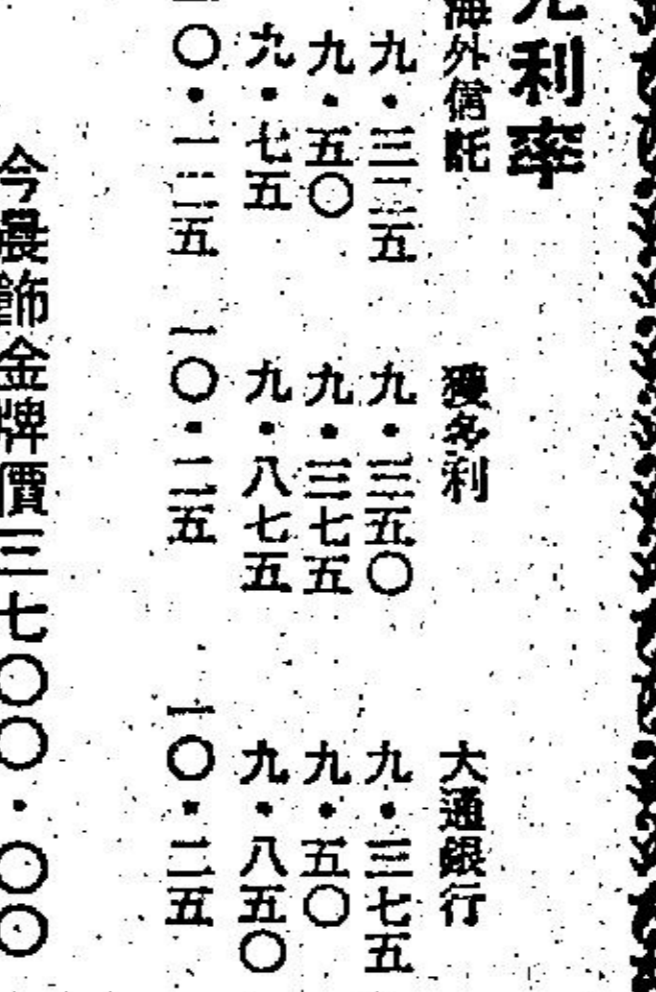 利率
海外信託　獲多利　大通銀行
九・三二五　九・三五〇　九・三七五
九・五〇　九・三七五　九・五〇
九・七五　九・八七五　九・八五〇
〇・一二五　一〇・二五　一〇・二五
今晨飾金牌價三七〇〇・〇〇